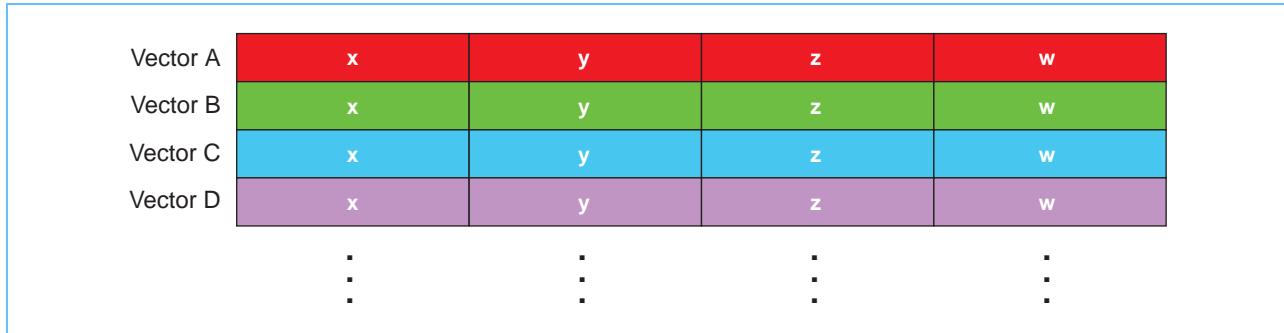 Vector A x y z w
Vector B x y z w
Vector C x y z w
Vector D x y z w